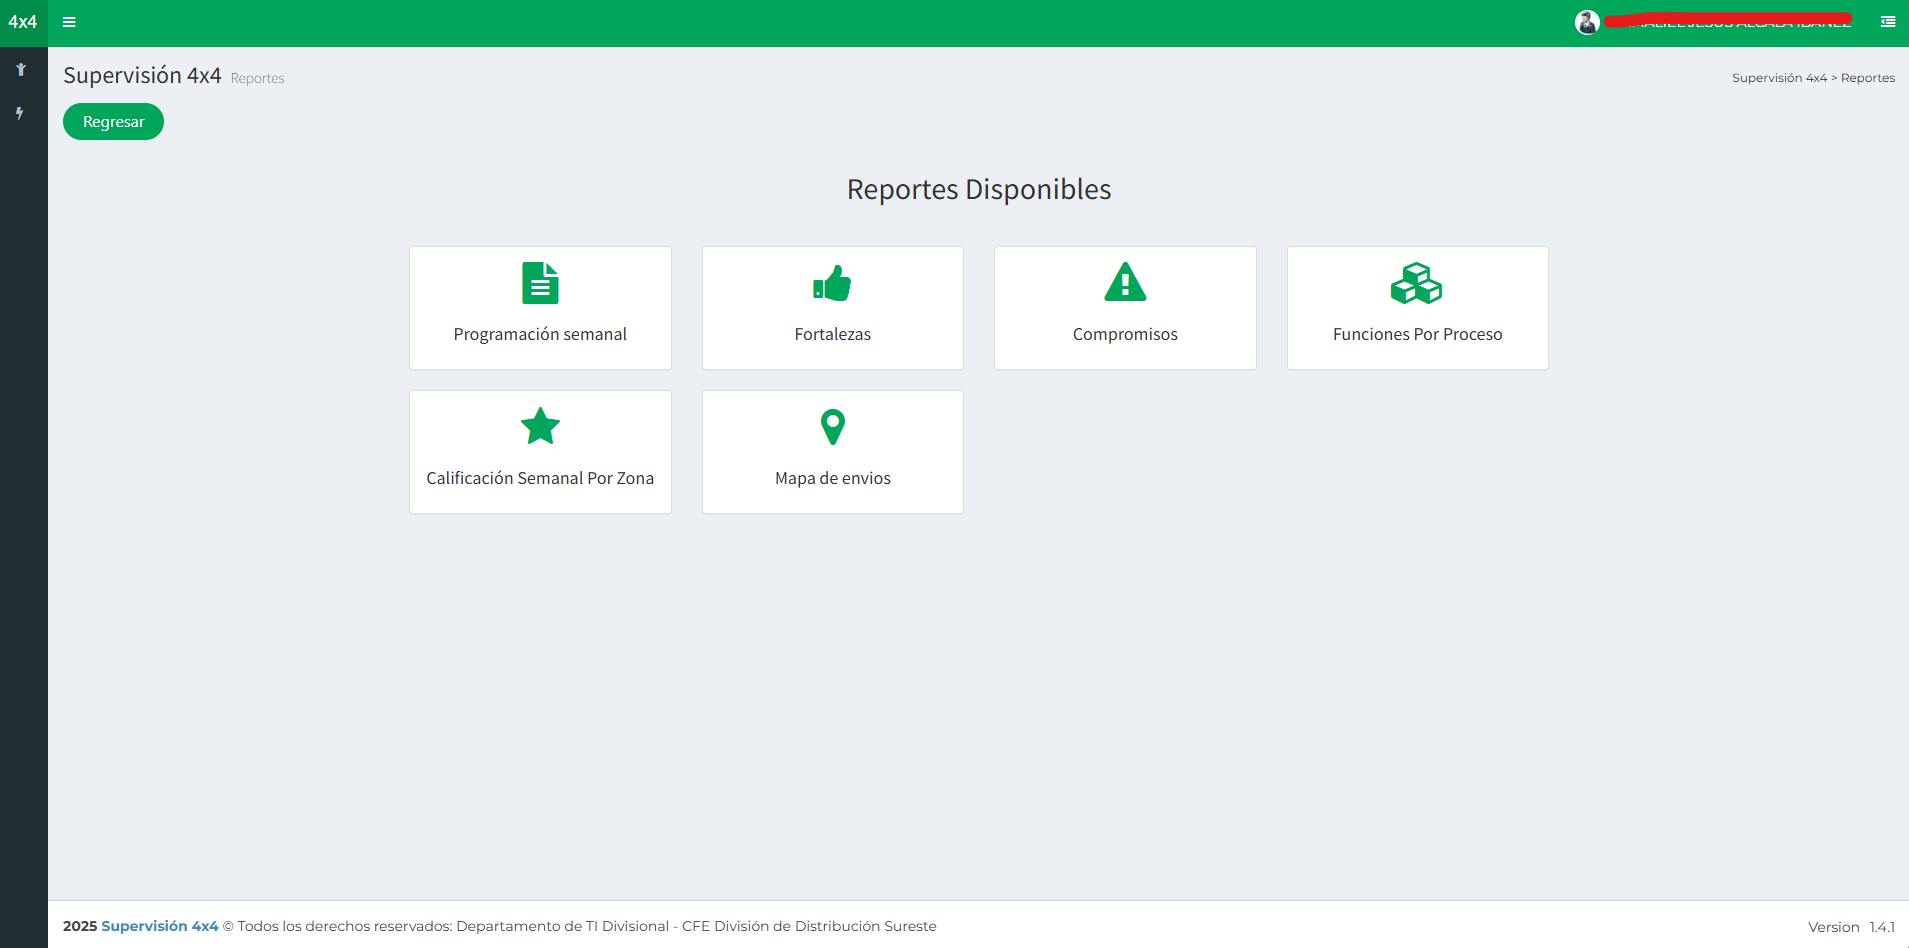 4x4
Supervisión 4x4 Reportes
Supervisión 4x4 > Reportes
Regresar
Reportes Disponibles
Programación semanal
Fortalezas
Compromisos
Funciones Por Proceso
Calificación Semanal Por Zona
Mapa de envios
2025 Supervisión 4x4 © Todos los derechos reservados: Departamento de TI Divisional - CFE División de Distribución Sureste
Version 1.4.1